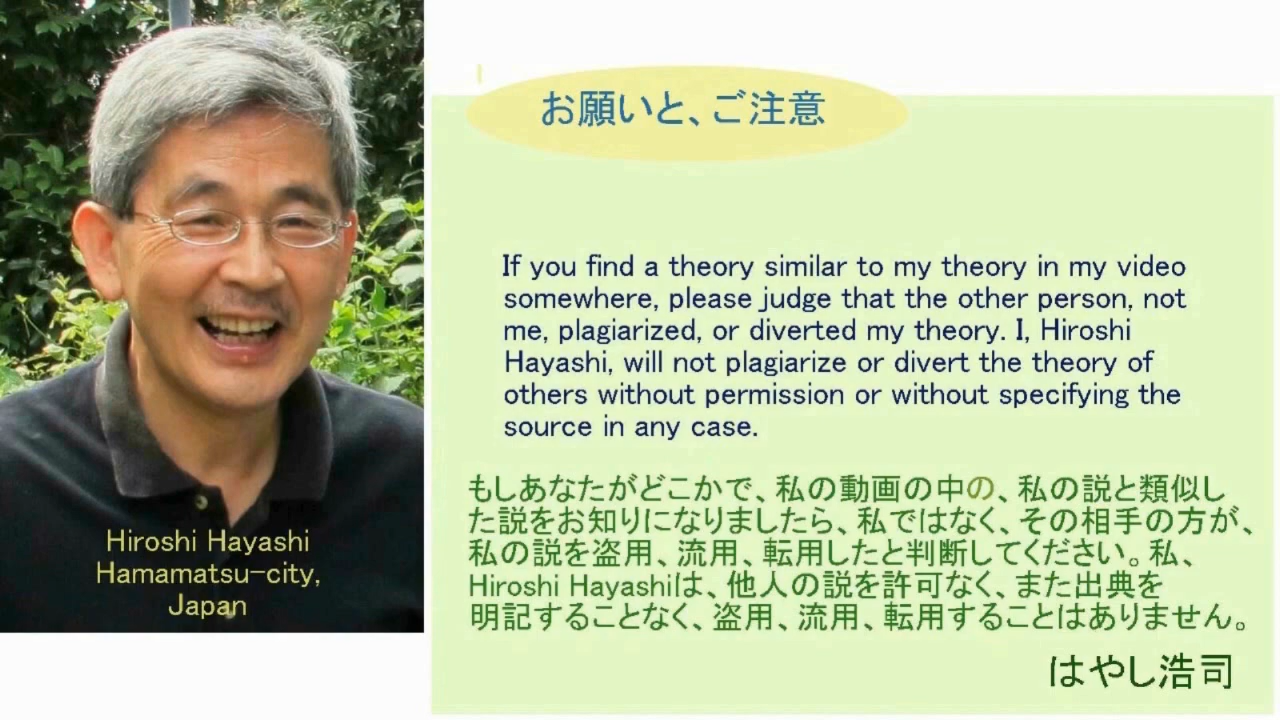 お願いと、ご注意
If you find a theory similar to my theory in my video
somewhere, please judge that the other person, not
me, plagiarized, or diverted my theory. I, Hiroshi
Hayashi, will not plagiarize or divert the theory of
others without permission or without specifying the
source in any case.
もしあなたがどこかで、私の動画の中の、私の説と類似し
た説をお知りになりましたら、私ではなく、その相手の方が、
私の説を盗用、流用、転用したと判断してください。私、
Hiroshi Hayashiは、他人の説を許可なく、また出典を
明記することなく、盗用、流用、転用することはありません。
はやし浩司
Hiroshi Hayashi
Hamamatsu-city,
Japan